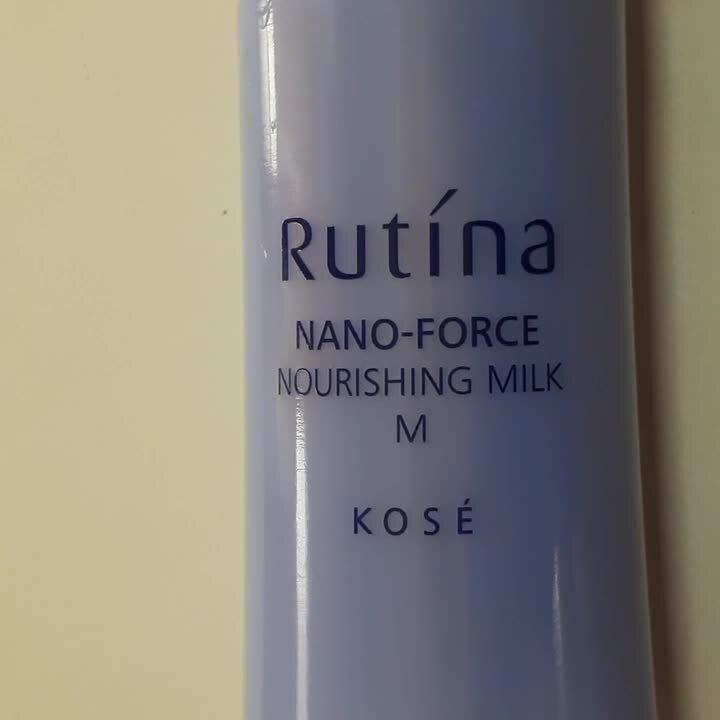 Rutína
NANO-FORCE
NOURISHING MILK
M
KOSÉ